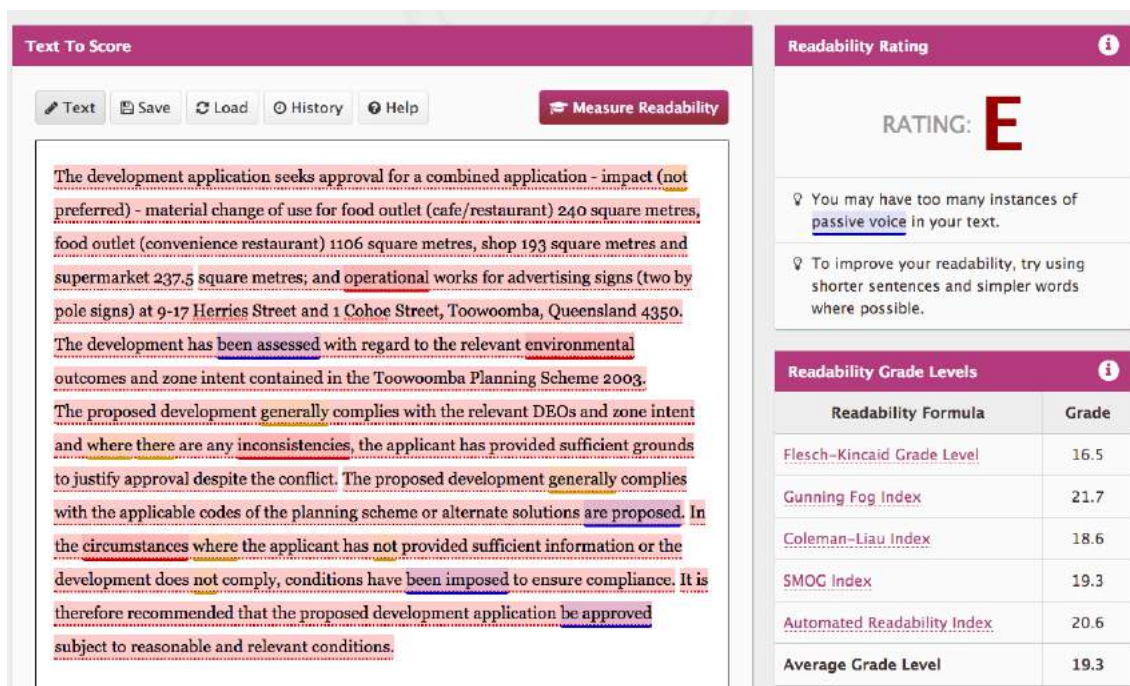 Text To Score
Text
Save
Load
History
Help
Measure Readability
The development application seeks approval for a combined application - impact (not
preferred) - material change of use for food outlet (cafe/restaurant) 240 square metres,
food outlet (convenience restaurant) 1106 square metres, shop 193 square metres and
supermarket 237.5 square metres; and operational works for advertising signs (two by
pole signs) at 9-17 Herries Street and 1 Cohoe Street, Toowoomba, Queensland 4350.
The development has been assessed with regard to the relevant environmental
outcomes and zone intent contained in the Toowoomba Planning Scheme 2003.
The proposed development generally complies with the relevant DEOs and zone intent
and where there are any inconsistencies, the applicant has provided sufficient grounds
to justify approval despite the conflict. The proposed development generally complies
with the applicable codes of the planning scheme or alternate solutions are proposed. In
the circumstances where the applicant has not provided sufficient information or the
development does not comply, conditions have been imposed to ensure compliance. It is
therefore recommended that the proposed development application be approved
subject to reasonable and relevant conditions.
Readability Rating
RATING: E
You may have too many instances of
passive voice in your text.
To improve your readability, try using
shorter sentences and simpler words
where possible.
Readability Grade Levels
Readability Formula Grade
Flesch-Kincaid Grade Level 16.5
Gunning Fog Index 21.7
Coleman-Liau Index 18.6
SMOG Index 19.3
Automated Readability Index 20.6
Average Grade Level 19.3